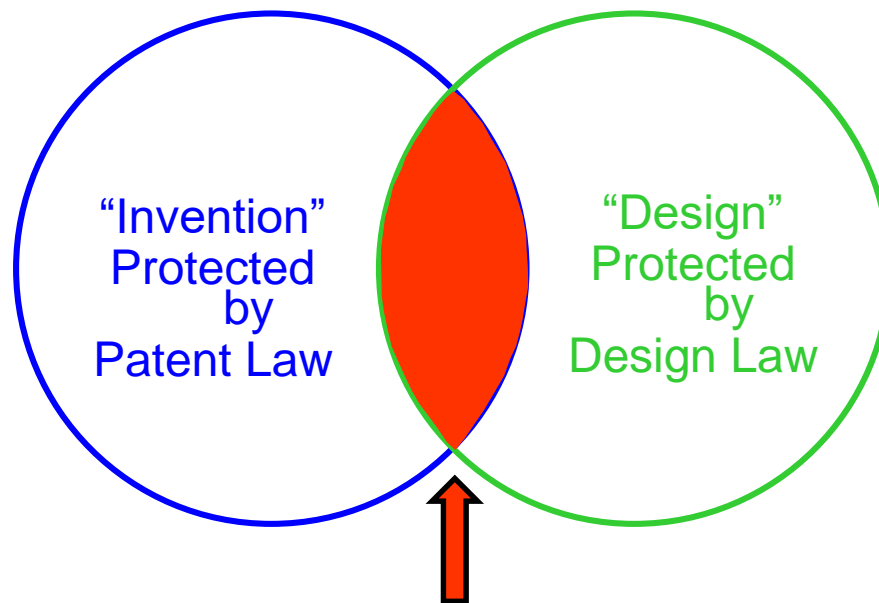 “Invention”
Protected
by
Patent Law
“Design”
Protected
by
Design Law